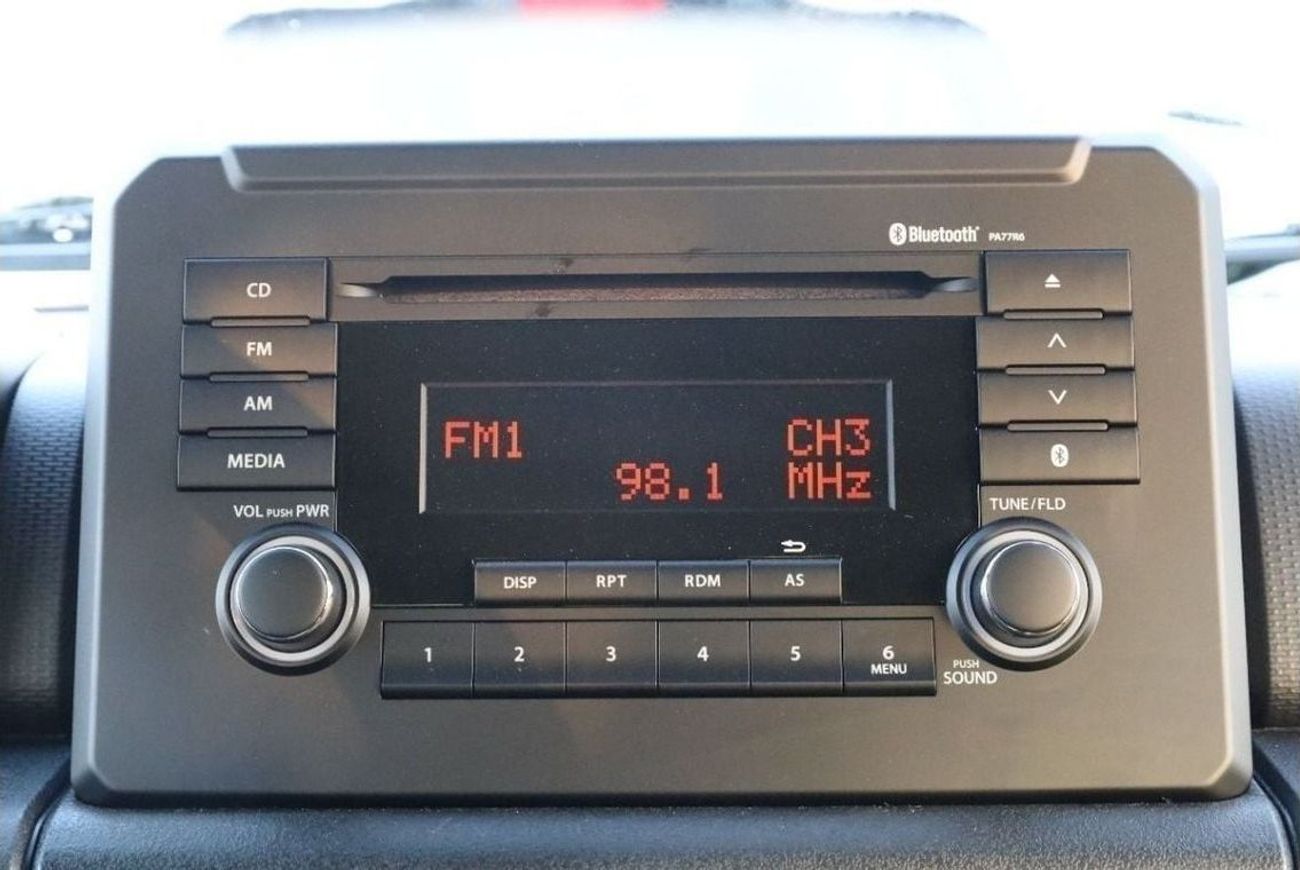 Bluetooth® PA77R6
CD
FM
AM
MEDIA
VOL PUSH PWR
FM1 CH3
98.1 MHz
TUNE/FLD
DISP RPT RDM AS
1 2 3 4 5 6
MENU
PUSH
SOUND